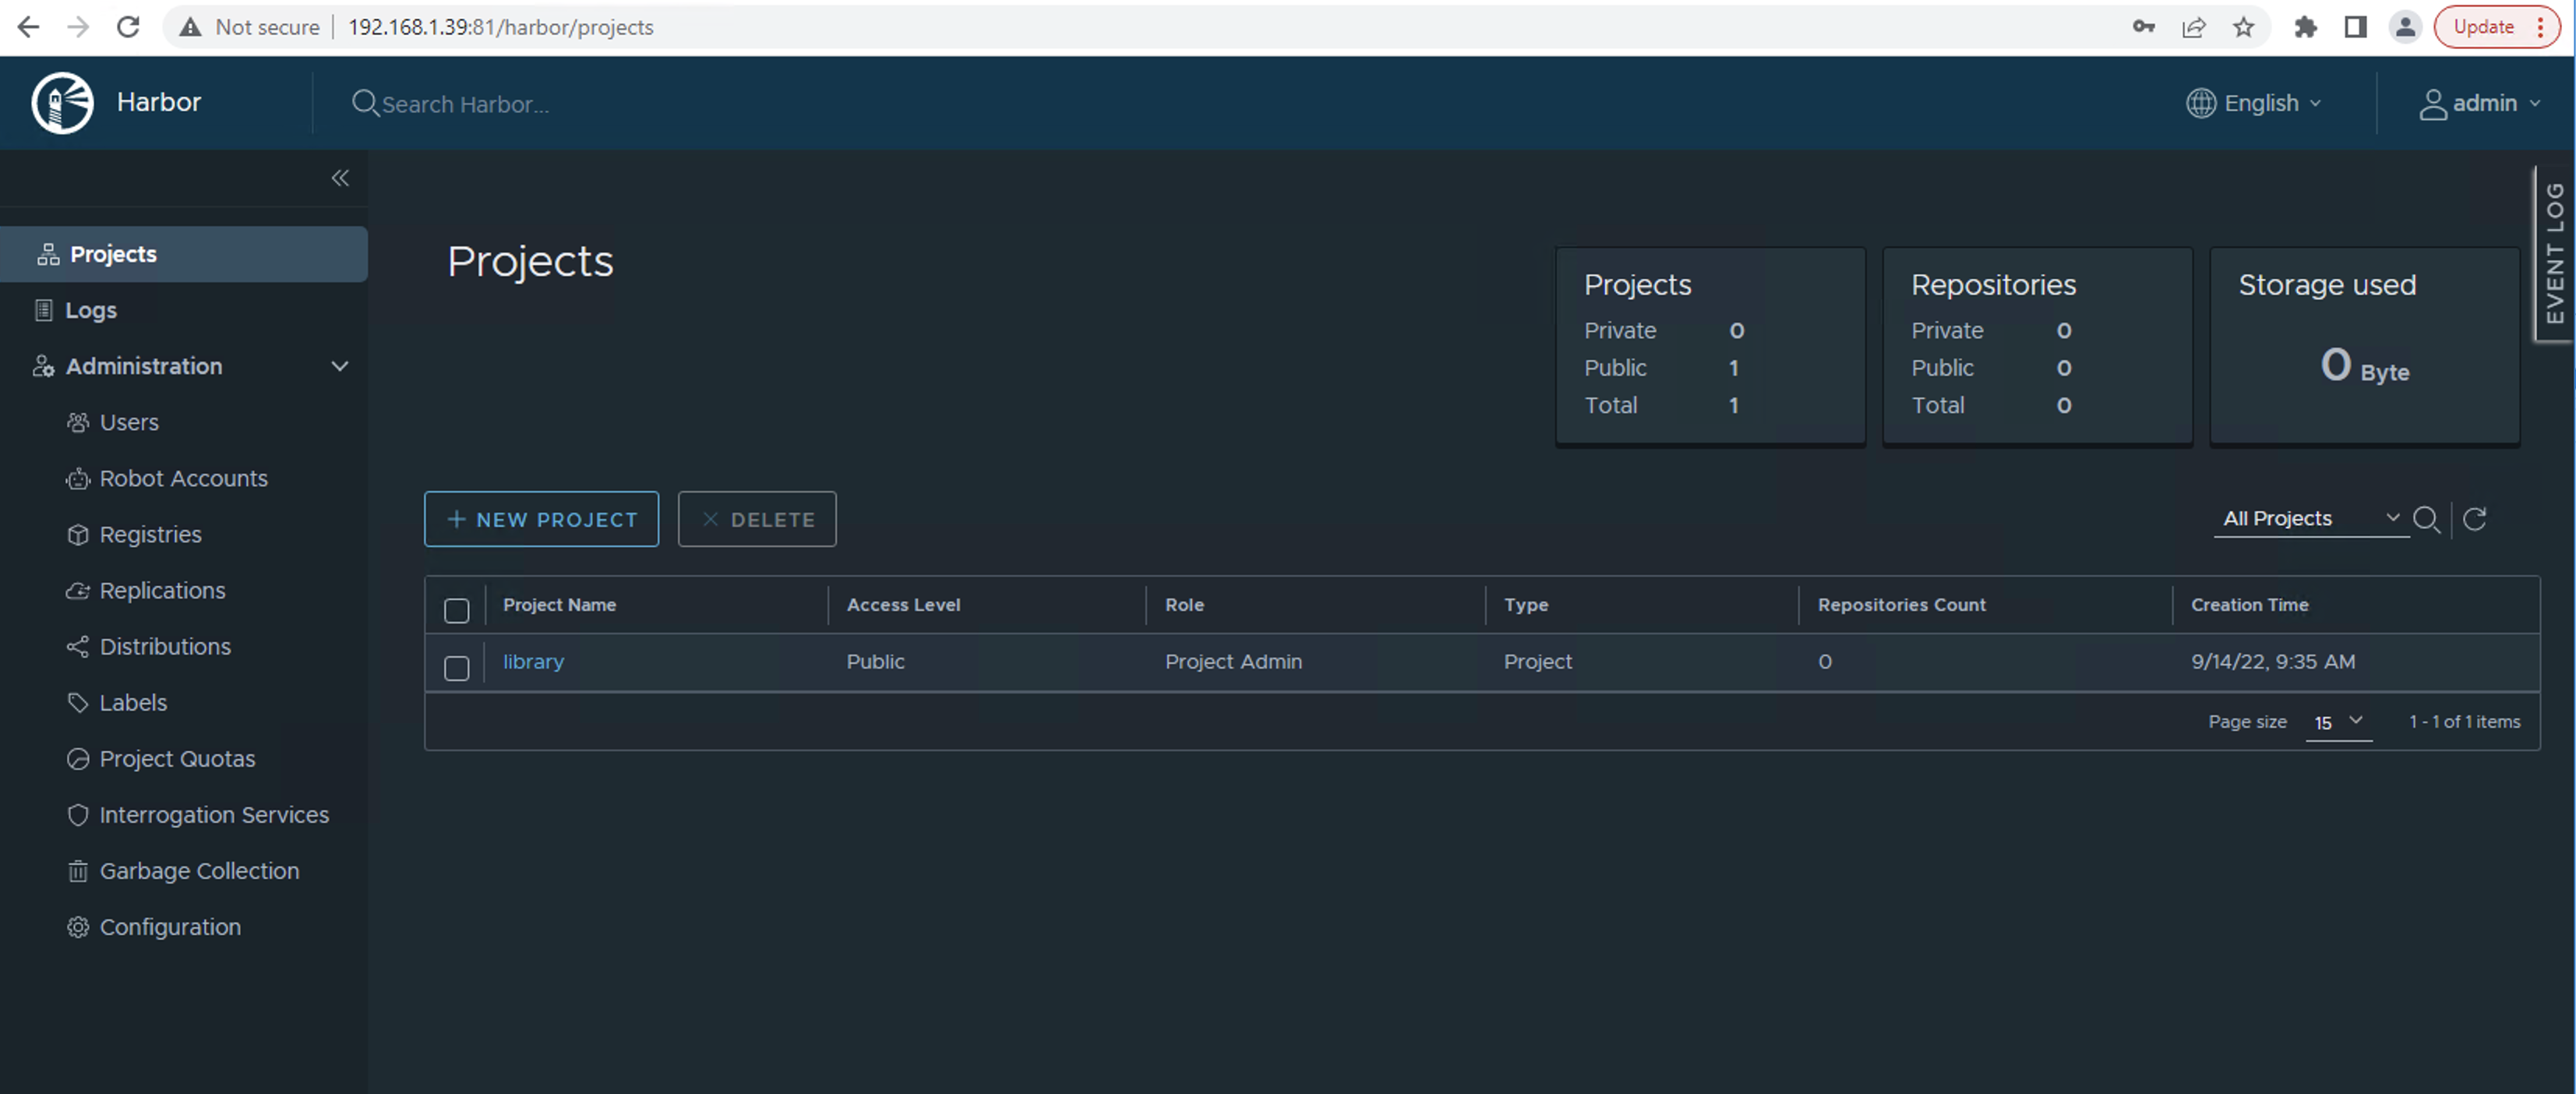 Not secure | 192.168.1.39:81/harbor/projects
Update
Harbor
Search Harbor...
English
admin
EVENT LOG
Projects
Logs
Administration
Users
Robot Accounts
Registries
Replications
Distributions
Labels
Project Quotas
Interrogation Services
Garbage Collection
Configuration
Projects
Projects
Private 0
Public 1
Total 1
Repositories
Private 0
Public 0
Total 0
Storage used
0 Byte
+ NEW PROJECT
× DELETE
All Projects
Project Name Access Level Role Type Repositories Count Creation Time
library Public Project Admin Project 0 9/14/22, 9:35 AM
Page size 15 1 - 1 of 1 items